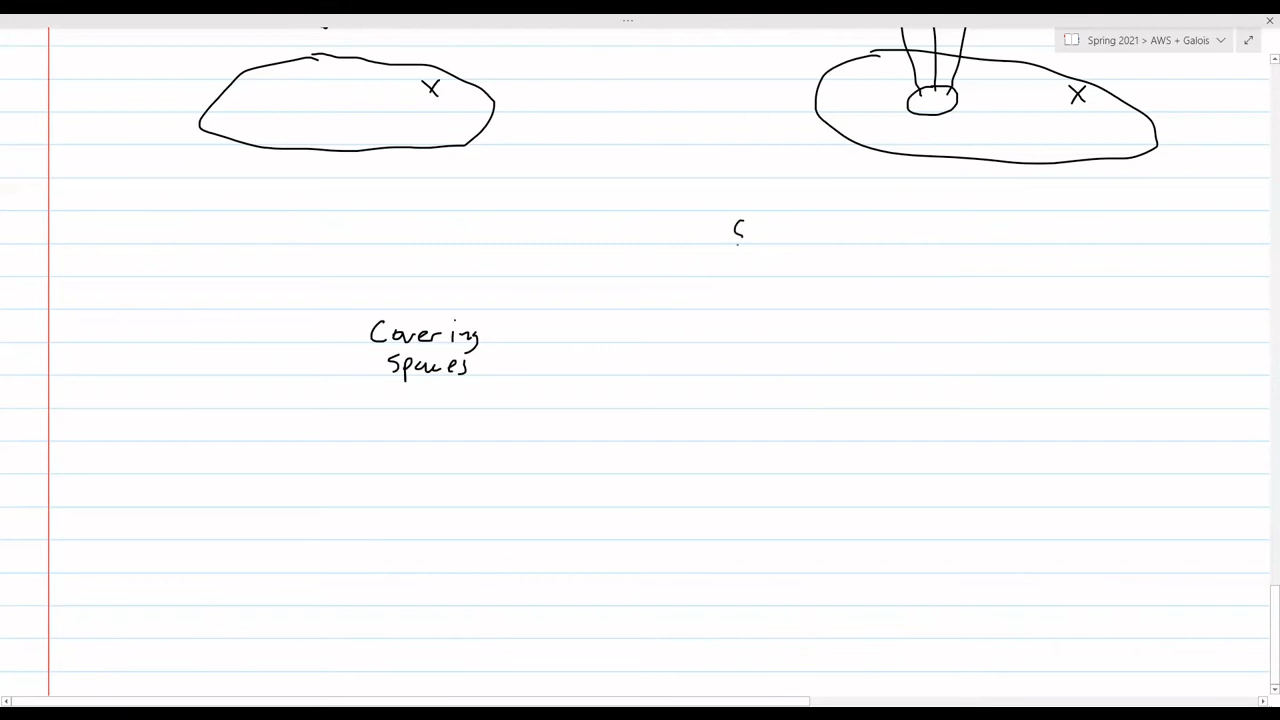 Spring 2021 > AWS + Galois
X
X
Covering
Spaces